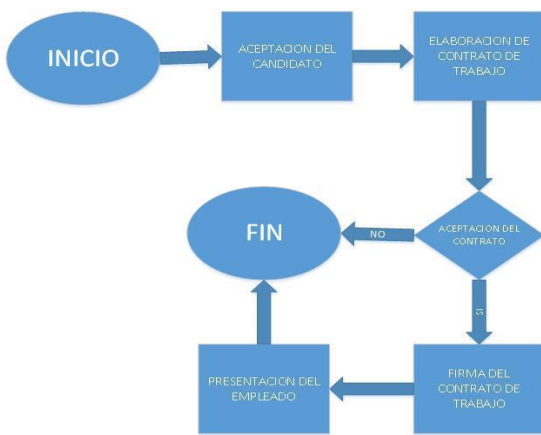 INICIO
ACEPTACION DEL
CANDIDATO
ELABORACION DE
CONTRATO DE
TRABAJO
ACEPTACION DEL
CONTRATO
NO
FIN
SI
FIRMA DEL
CONTRATO DE
TRABAJO
PRESENTACION DEL
EMPLEADO